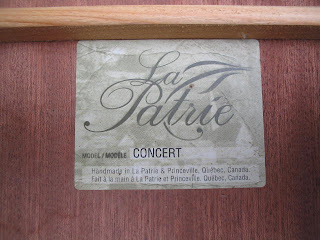 La
Patrie
MODEL / MODÈLE CONCERT
Handmade in La Patrie & Princeville, Québec, Canada.
Fait à la main à La Patrie et Princeville, Québec, Canada.